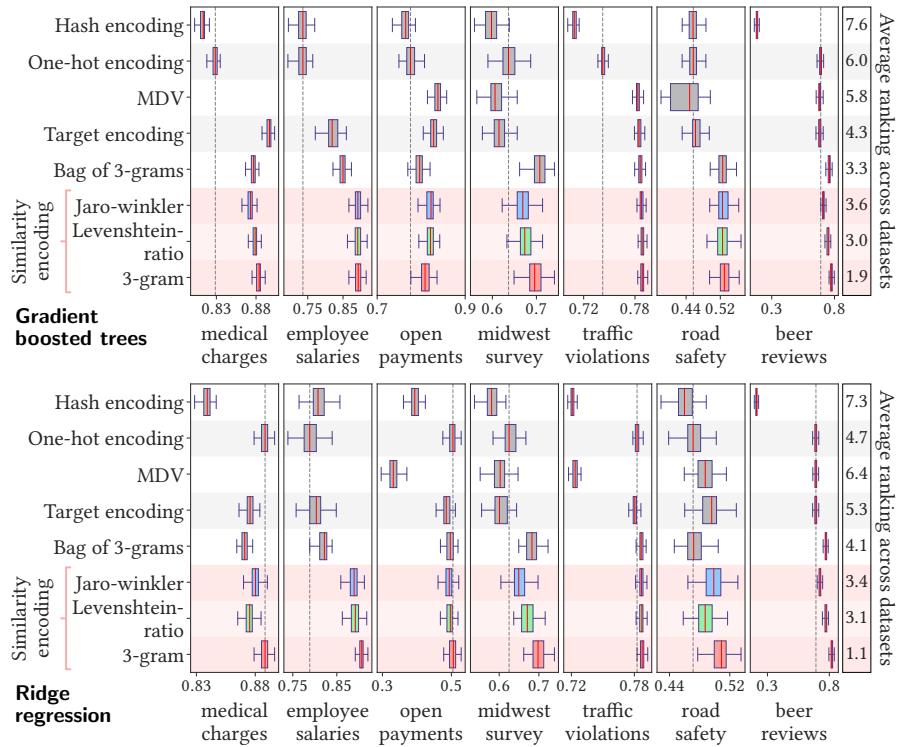 Hash encoding
One-hot encoding
MDV
Target encoding
Bag of 3-grams
Similarity
encoding
Jaro-winkler
Levenshtein-
ratio
3-gram
7.6
6.0
5.8
4.3
3.3
3.6
3.0
1.9
Average ranking across datasets
0.83 0.88 0.75 0.85 0.7 0.9 0.6 0.7 0.72 0.78 0.44 0.52 0.3 0.8
Gradient
boosted trees
medical
charges
employee
salaries
open
payments
midwest
survey
traffic
violations
road
safety
beer
reviews
Hash encoding
One-hot encoding
MDV
Target encoding
Bag of 3-grams
Similarity
encoding
Jaro-winkler
Levenshtein-
ratio
3-gram
7.3
4.7
6.4
5.3
4.1
3.4
3.1
1.1
Average ranking across datasets
0.83 0.88 0.75 0.85 0.3 0.5 0.6 0.7 0.72 0.78 0.44 0.52 0.3 0.8
Ridge
regression
medical
charges
employee
salaries
open
payments
midwest
survey
traffic
violations
road
safety
beer
reviews